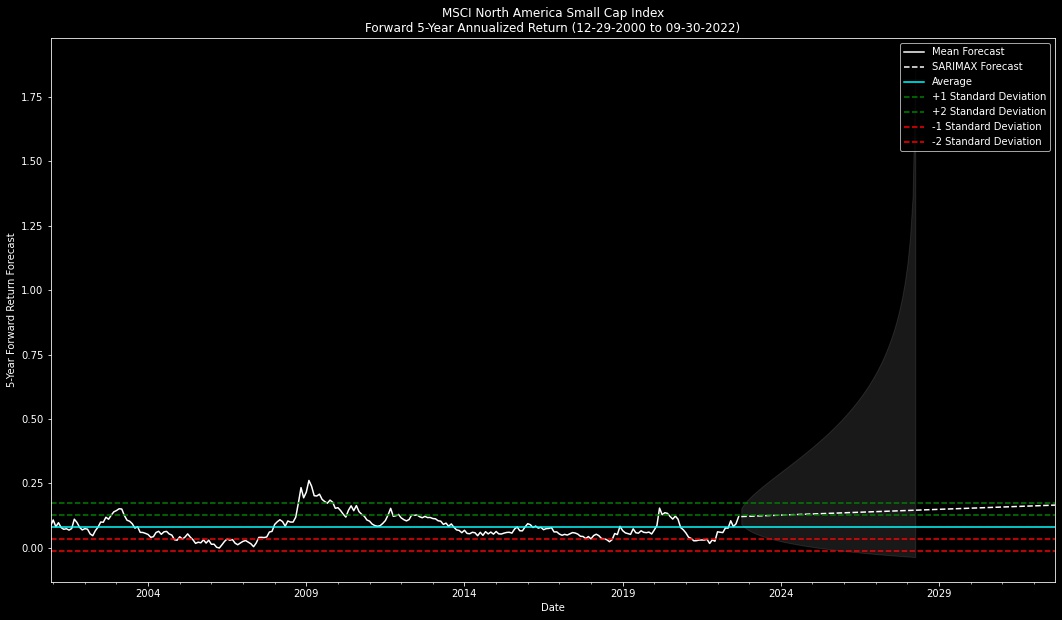 MSCI North America Small Cap Index
Forward 5-Year Annualized Return (12-29-2000 to 09-30-2022)
Mean Forecast
SARIMAX Forecast
Average
+1 Standard Deviation
+2 Standard Deviation
-1 Standard Deviation
-2 Standard Deviation
5-Year Forward Return Forecast
1.75
1.50
1.25
1.00
0.75
0.50
0.25
0.00
2004
2009
2014
2019
2024
2029
Date